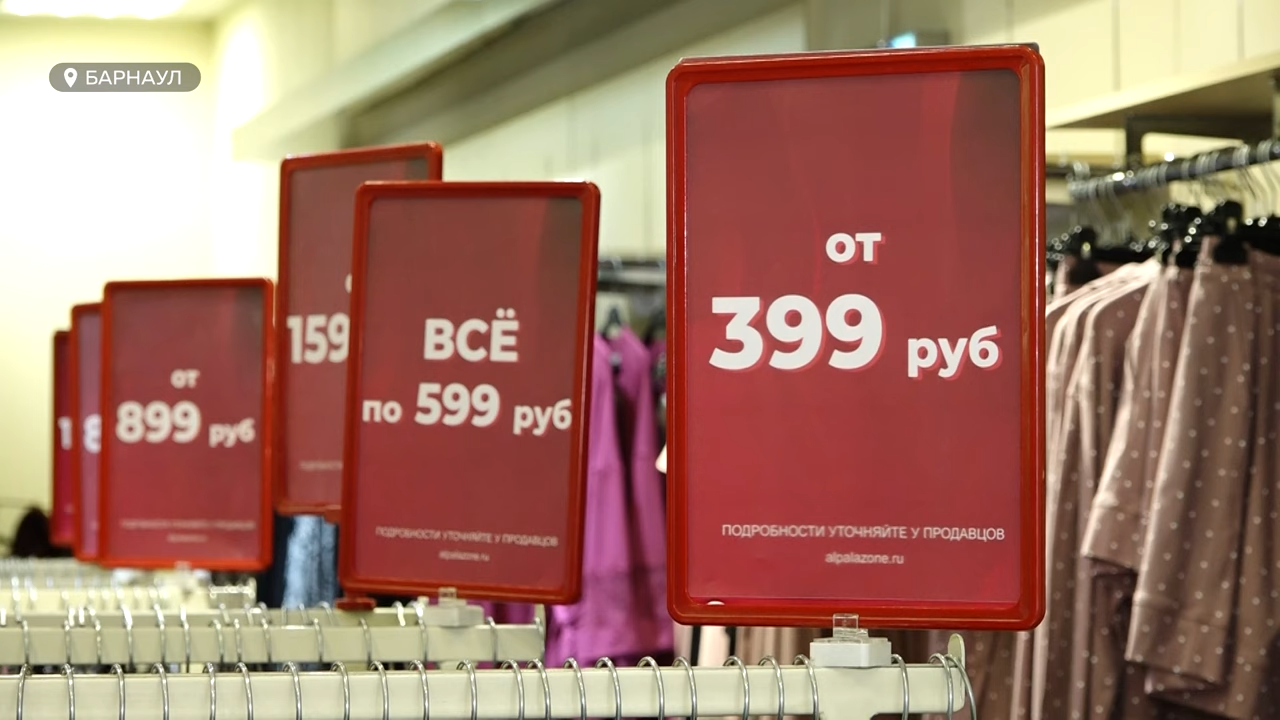 БАРНАУЛ
от
899 руб
159
ВСЁ
по 599 руб
ПОДРОБНОСТИ УТОЧНЯЙТЕ У ПРОДАВЦОВ
alpalazone.ru
от
399 руб
ПОДРОБНОСТИ УТОЧНЯЙТЕ У ПРОДАВЦОВ
alpalazone.ru